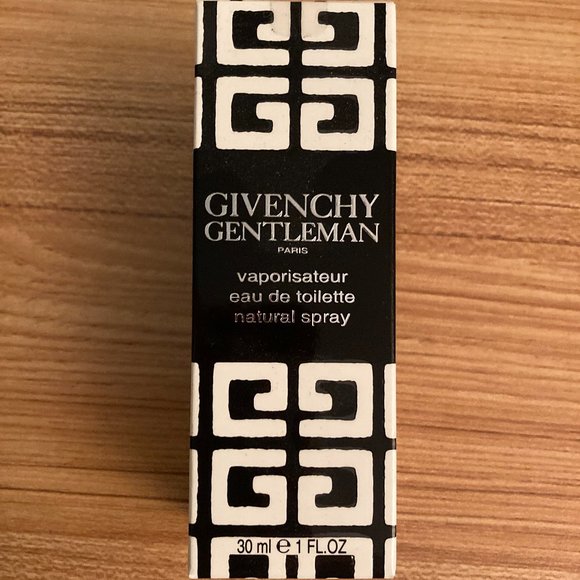 GIVENCHY
GENTLEMAN
PARIS
vaporisateur
eau de toilette
natural spray
30 ml e 1 FL.OZ